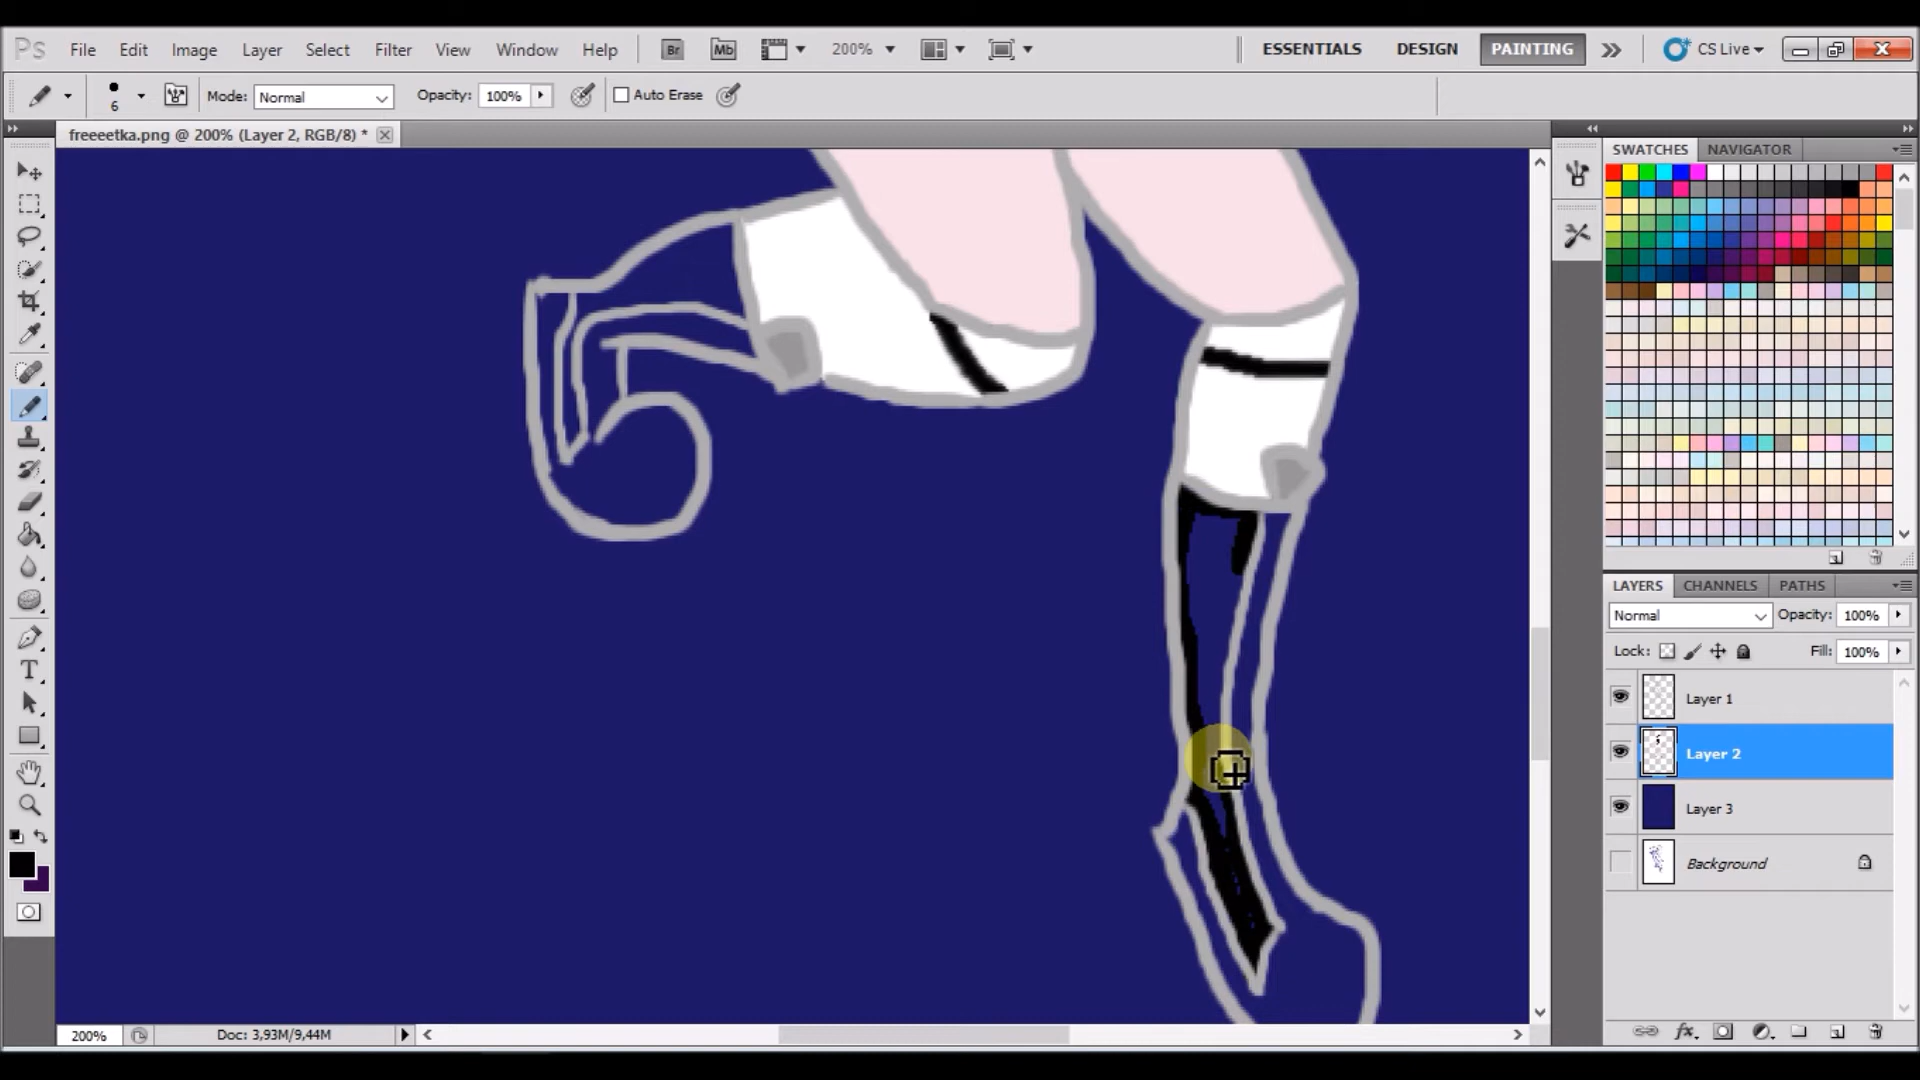 Ps File Edit Image Layer Select Filter View Window Help Br Mb 200% ESSENTIALS DESIGN PAINTING CS Live
6 Mode: Normal Opacity: 100% Auto Erase
freeeetka.png @ 200% (Layer 2, RGB/8) *
SWATCHES NAVIGATOR
LAYERS CHANNELS PATHS
Normal Opacity: 100%
Lock: Fill: 100%
Layer 1
Layer 2
Layer 3
Background
T
200% Doc: 3,93M/9,44M
fx